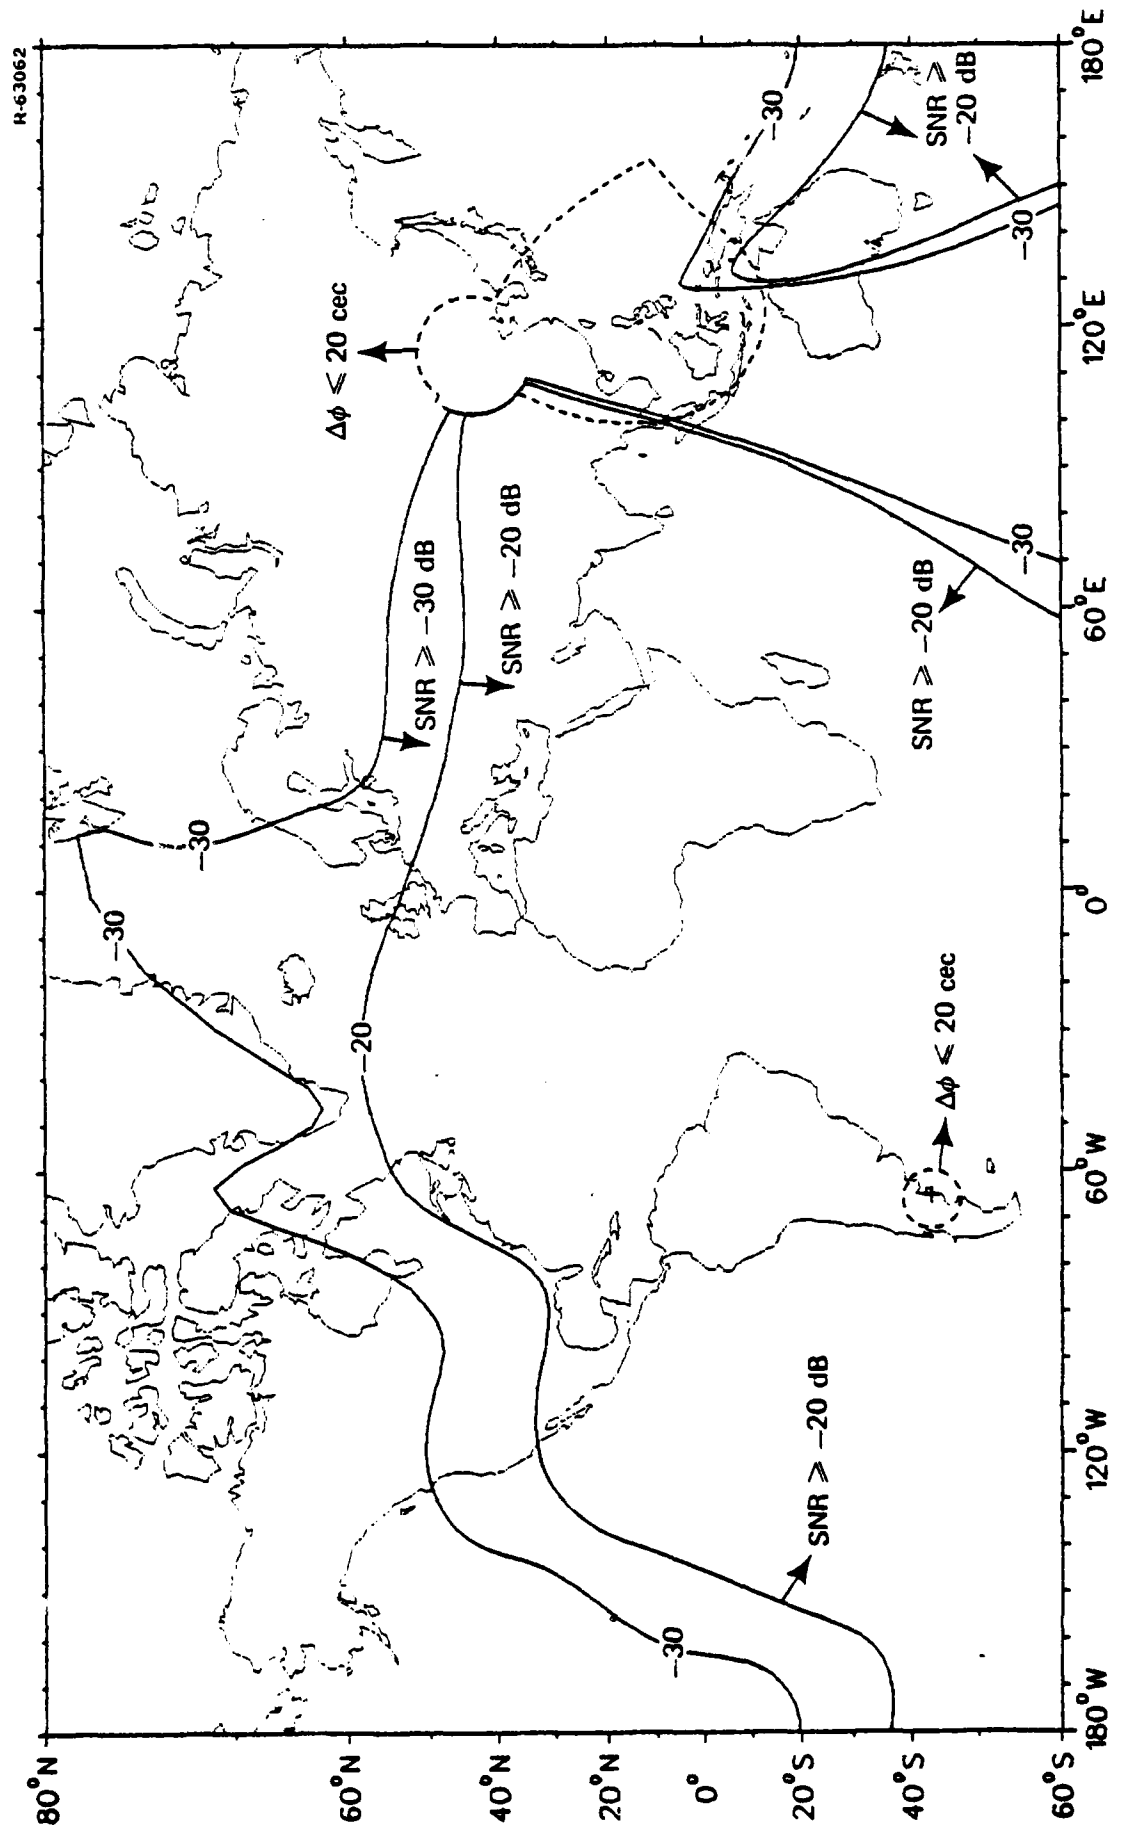 R-63062
80°N
60°N
40°N
20°N
0°
20°S
40°S
60°S
180°W
120°W
60°W
0°
60°E
120°E
180°E
-30
-30
-20
Δφ ⩽ 20 cec
SNR ⩾ -30 dB
SNR ⩾ -20 dB
-30
SNR ⩾
-20 dB
-30
-30
SNR ⩾ -20 dB
Δφ ⩽ 20 cec
SNR ⩾ -20 dB
-30